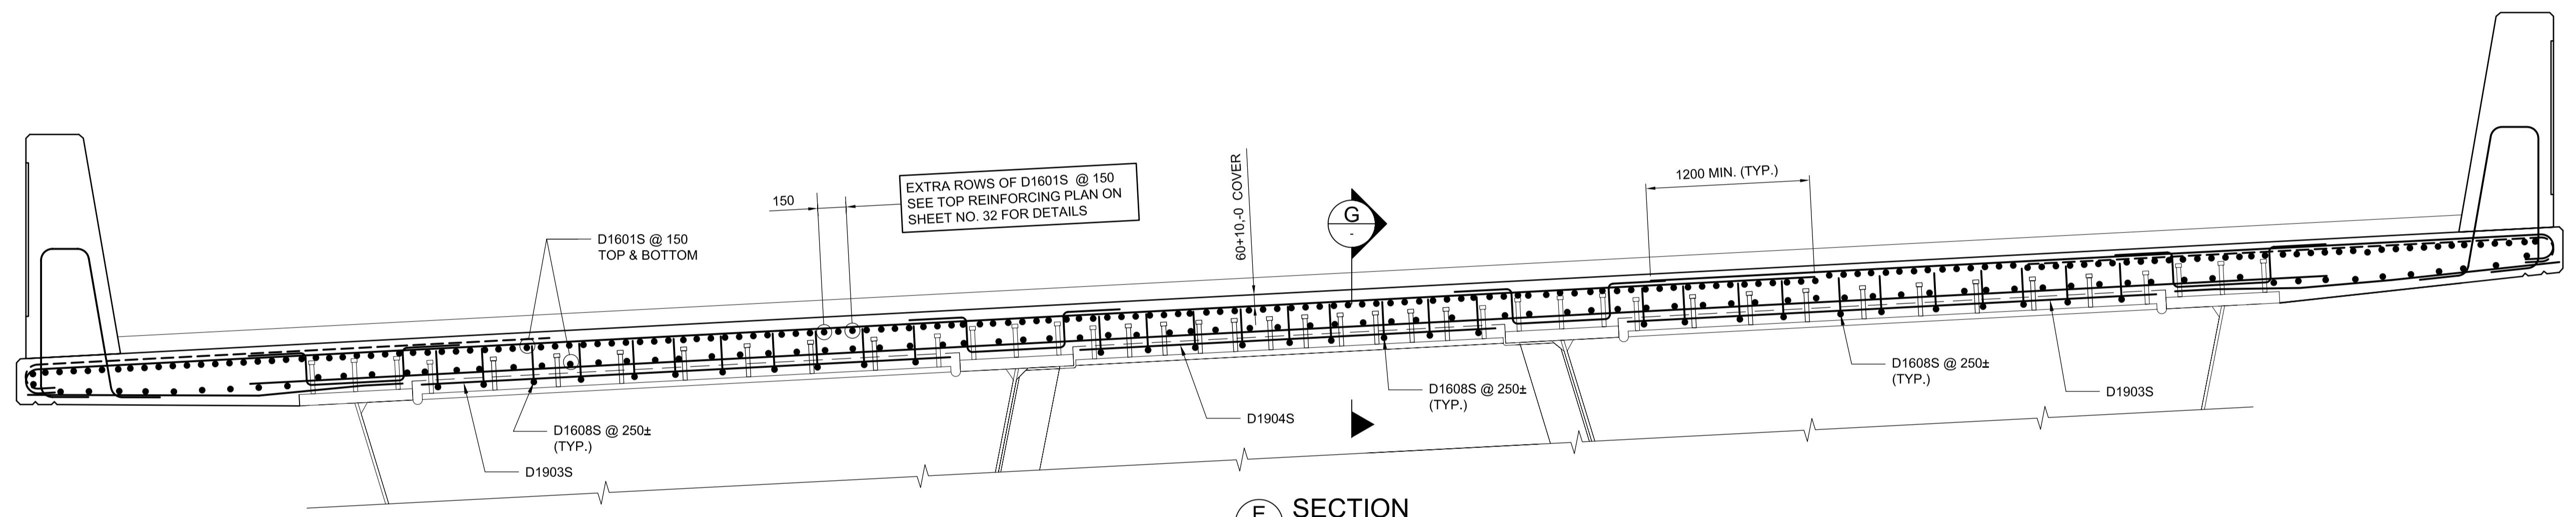 150
EXTRA ROWS OF D1601S @ 150
SEE TOP REINFORCING PLAN ON
SHEET NO. 32 FOR DETAILS
D1601S @ 150
TOP & BOTTOM
60+10,-0 COVER
G
-
1200 MIN. (TYP.)
D1608S @ 250±
(TYP.)
D1903S
D1904S
D1608S @ 250±
(TYP.)
D1608S @ 250±
(TYP.)
D1903S
SECTION